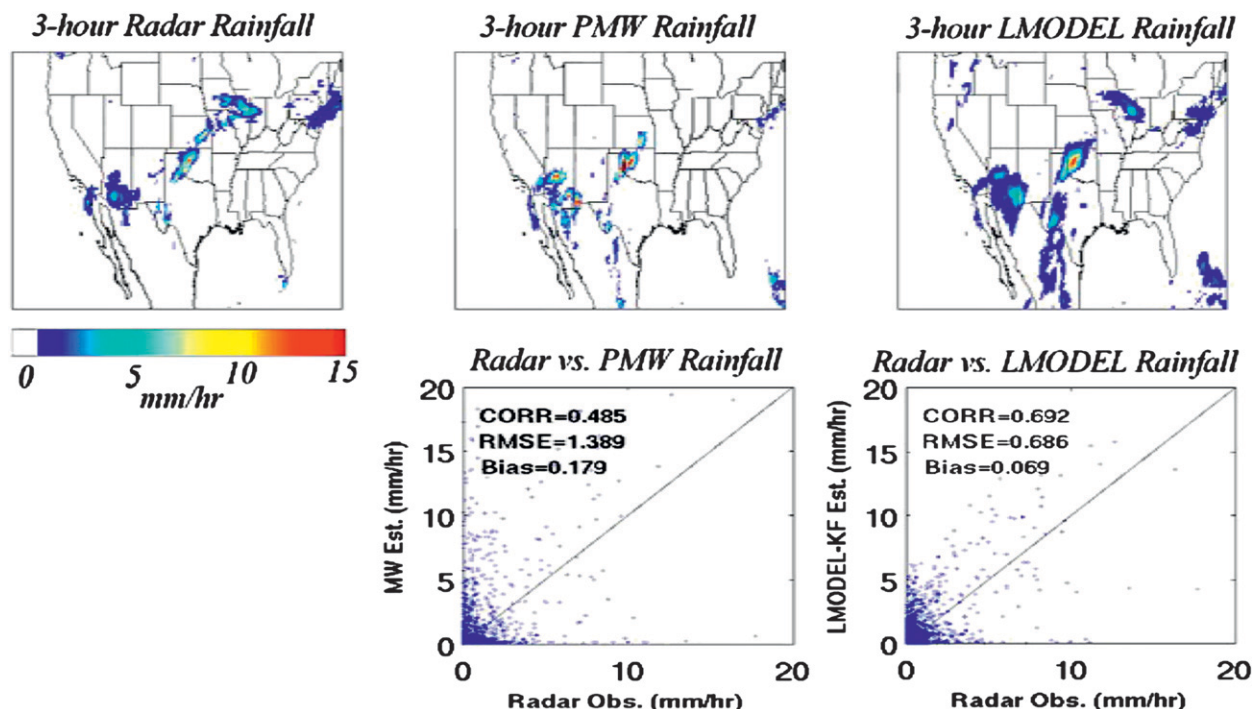 3-hour Radar Rainfall
3-hour PMW Rainfall
3-hour LMODEL Rainfall
0 5 10 15
mm/hr
Radar vs. PMW Rainfall
20
15
10
5
0
MW Est. (mm/hr)
CORR=0.485
RMSE=1.389
Bias=0.179
0 10 20
Radar Obs. (mm/hr)
Radar vs. LMODEL Rainfall
20
15
10
5
0
LMODEL-KF Est. (mm/hr)
CORR=0.692
RMSE=0.686
Bias=0.069
0 10 20
Radar Obs. (mm/hr)